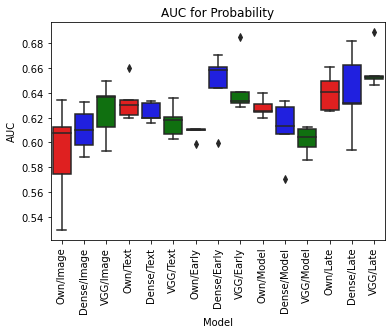 AUC for Probability
AUC
0.68
0.66
0.64
0.62
0.60
0.58
0.56
0.54
Own/Image
Dense/Image
VGG/Image
Own/Text
Dense/Text
VGG/Text
Own/Early
Dense/Early
VGG/Early
Own/Model
Dense/Model
VGG/Model
Own/Late
Dense/Late
VGG/Late
Model